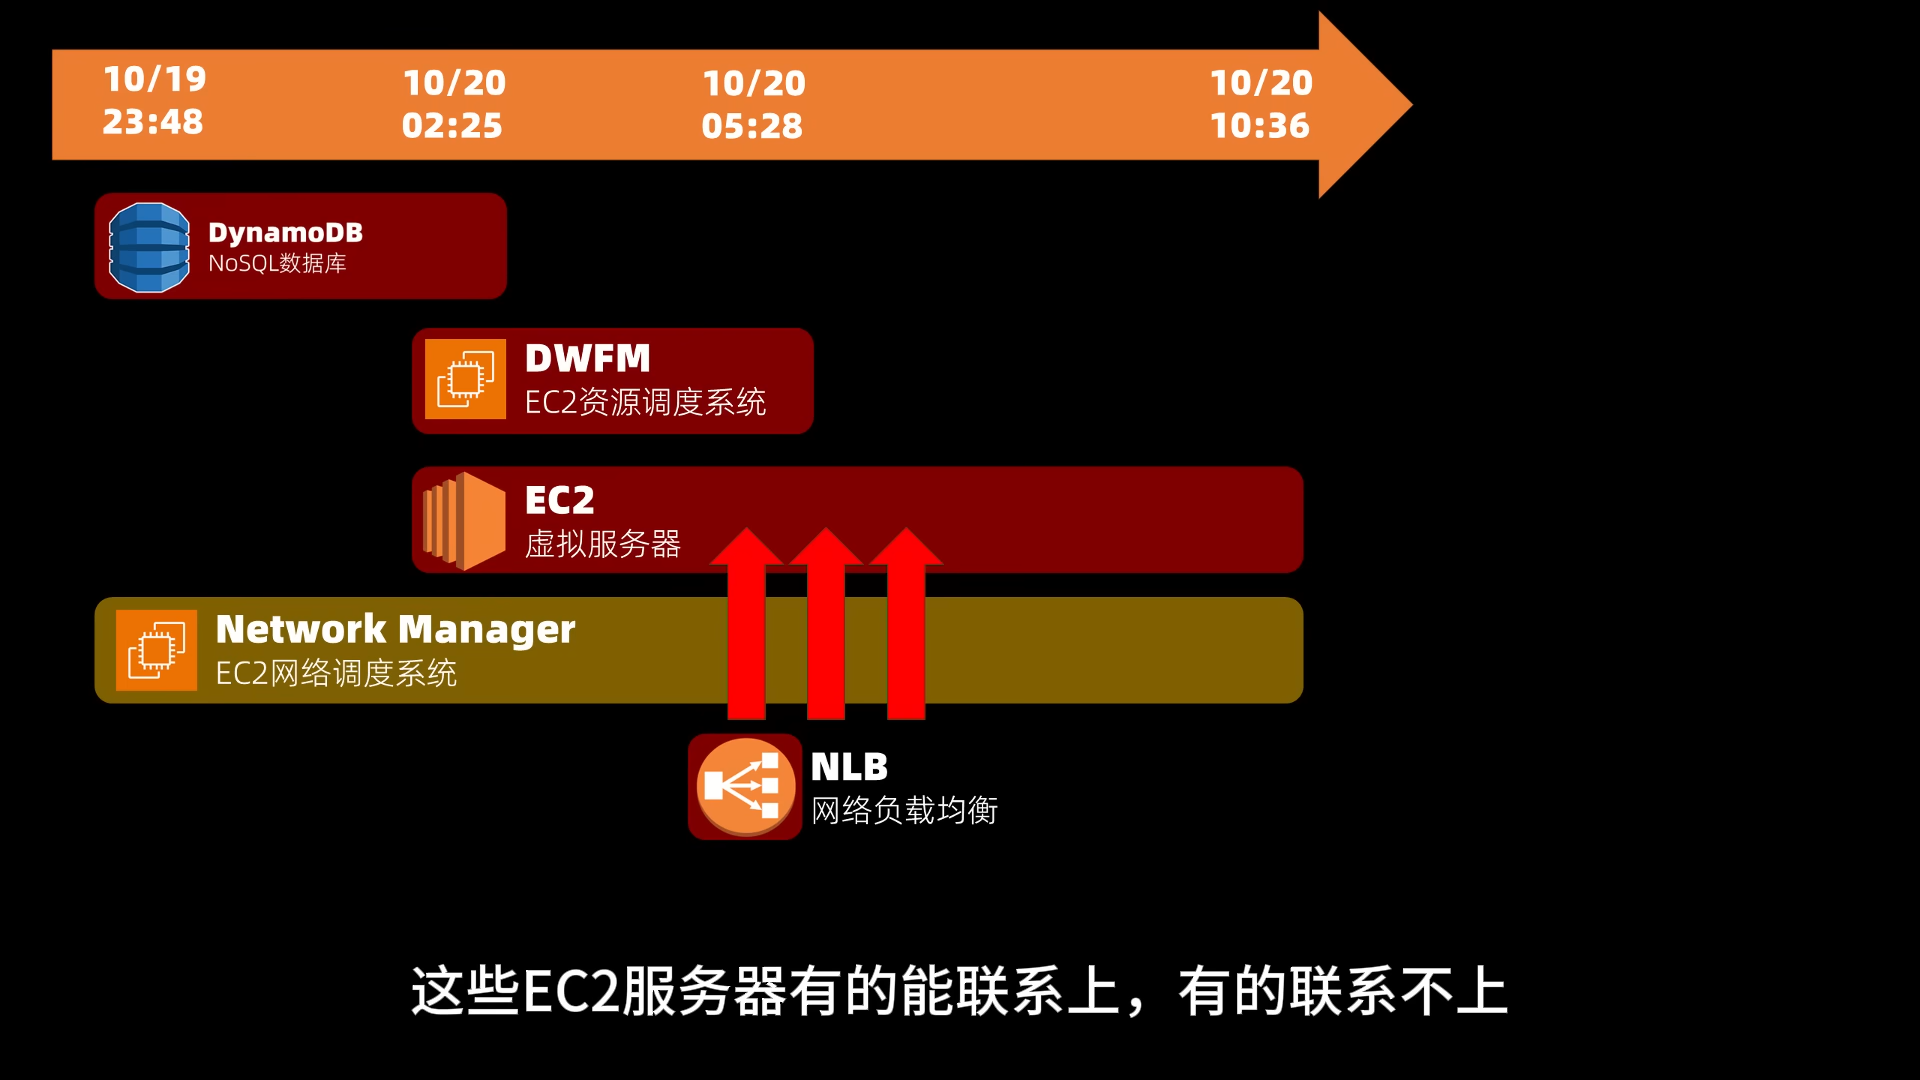 10/19
23:48
10/20
02:25
10/20
05:28
10/20
10:36
DynamoDB
NoSQL数据库
DWFM
EC2资源调度系统
EC2
虚拟服务器
Network Manager
EC2网络调度系统
NLB
网络负载均衡
这些EC2服务器有的能联系上，有的联系不上